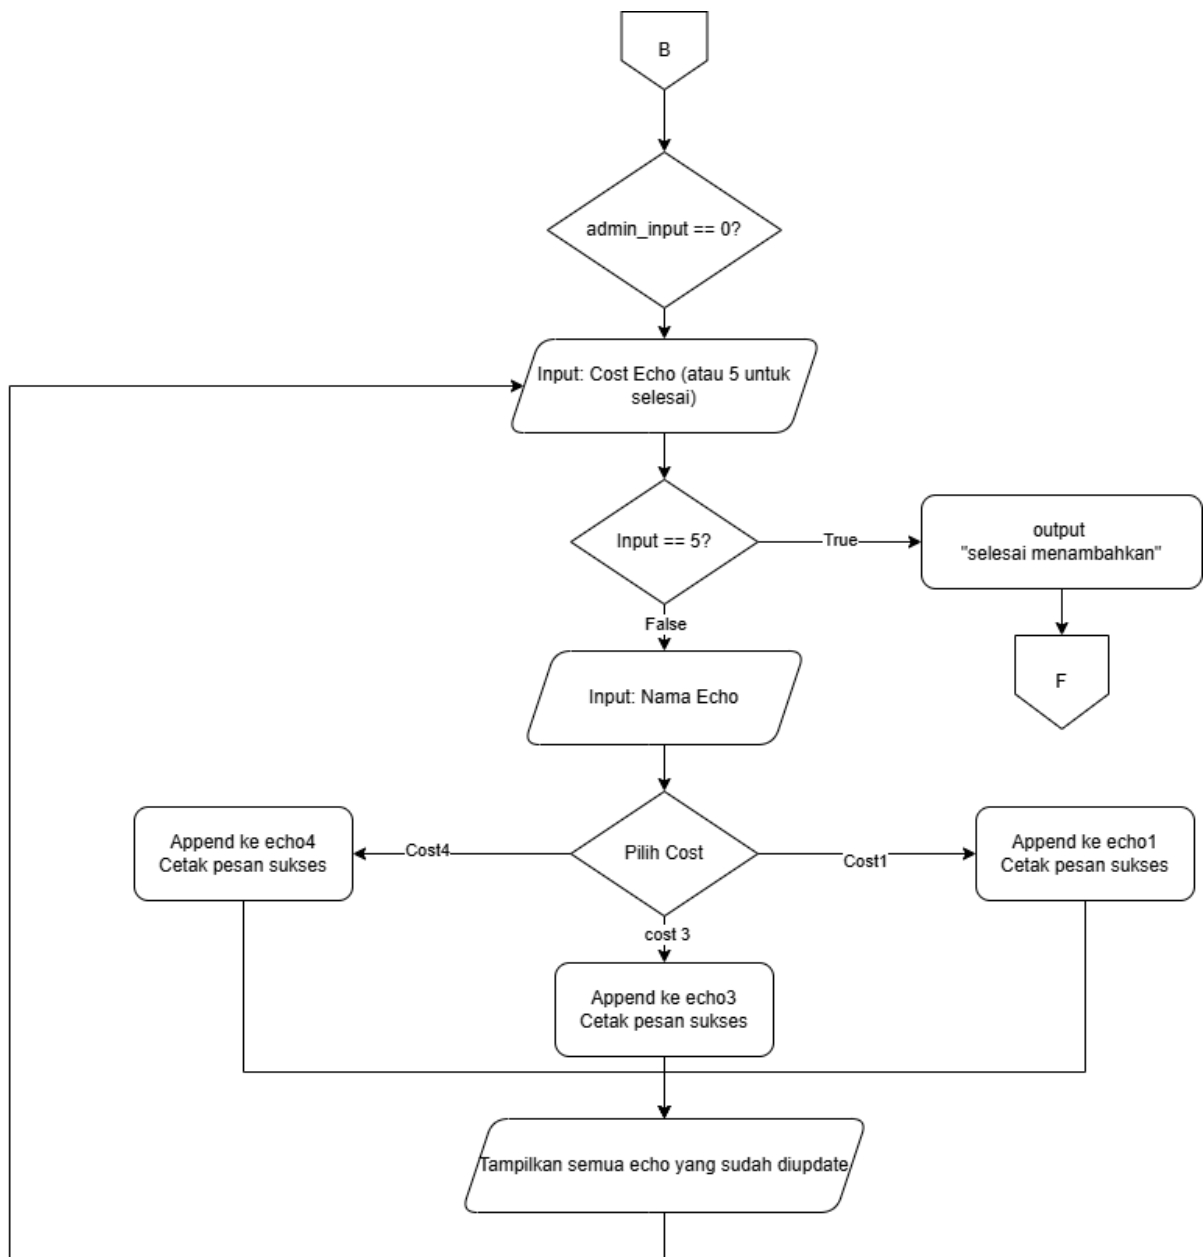 B
admin_input == 0?
Input: Cost Echo (atau 5 untuk
selesai)
Input == 5?
True
output
"selesai menambahkan"
False
F
Input: Nama Echo
Append ke echo4
Cetak pesan sukses
Cost4
Pilih Cost
Cost1
Append ke echo1
Cetak pesan sukses
cost 3
Append ke echo3
Cetak pesan sukses
Tampilkan semua echo yang sudah diupdate